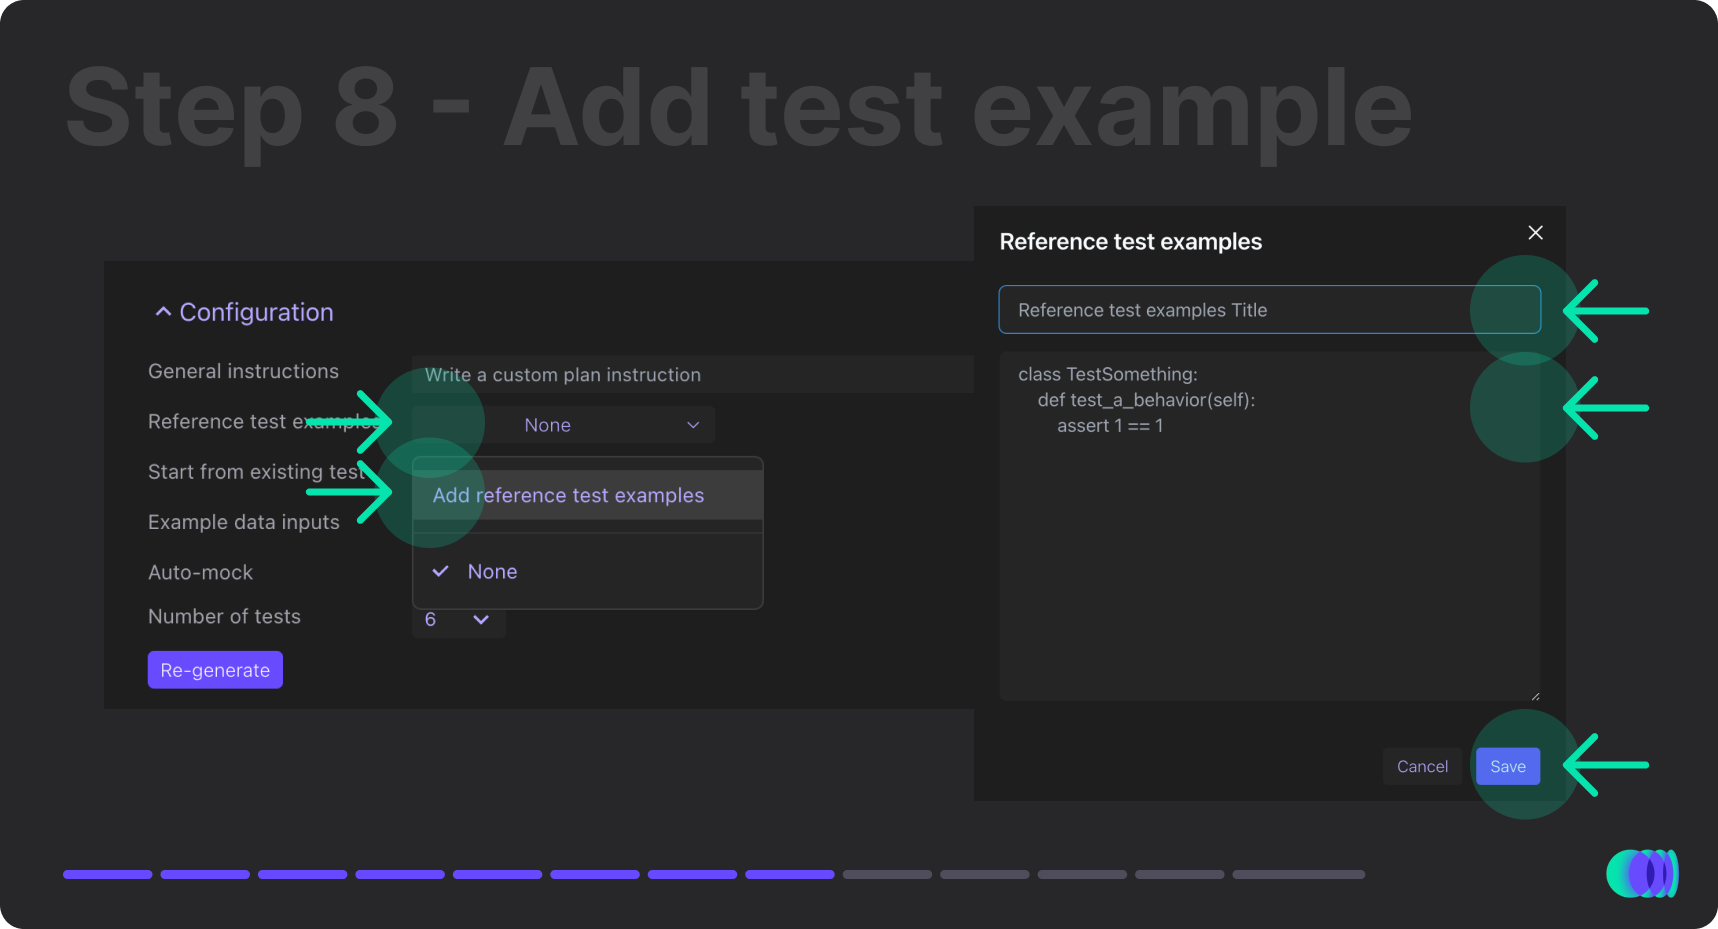 Step 8 - Add test example
Configuration
General instructions
Write a custom plan instruction
Reference test examples
None
Start from existing test
Add reference test examples
Example data inputs
None
Auto-mock
Number of tests
6
Re-generate
Reference test examples
Reference test examples Title
class TestSomething:
def test_a_behavior(self):
assert 1 == 1
Cancel
Save